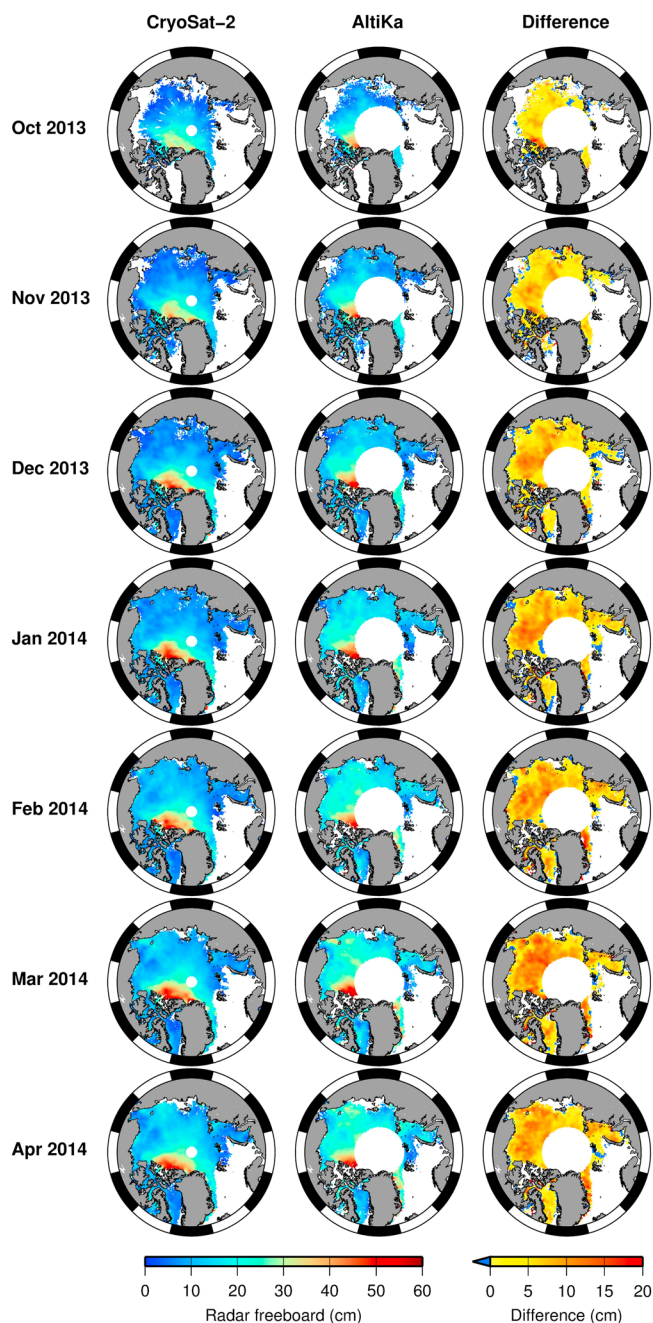 CryoSat−2 AltiKa Difference
Oct 2013
Nov 2013
Dec 2013
Jan 2014
Feb 2014
Mar 2014
Apr 2014
0 10 20 30 40 50 60 0 5 10 15 20
Radar freeboard (cm) Difference (cm)